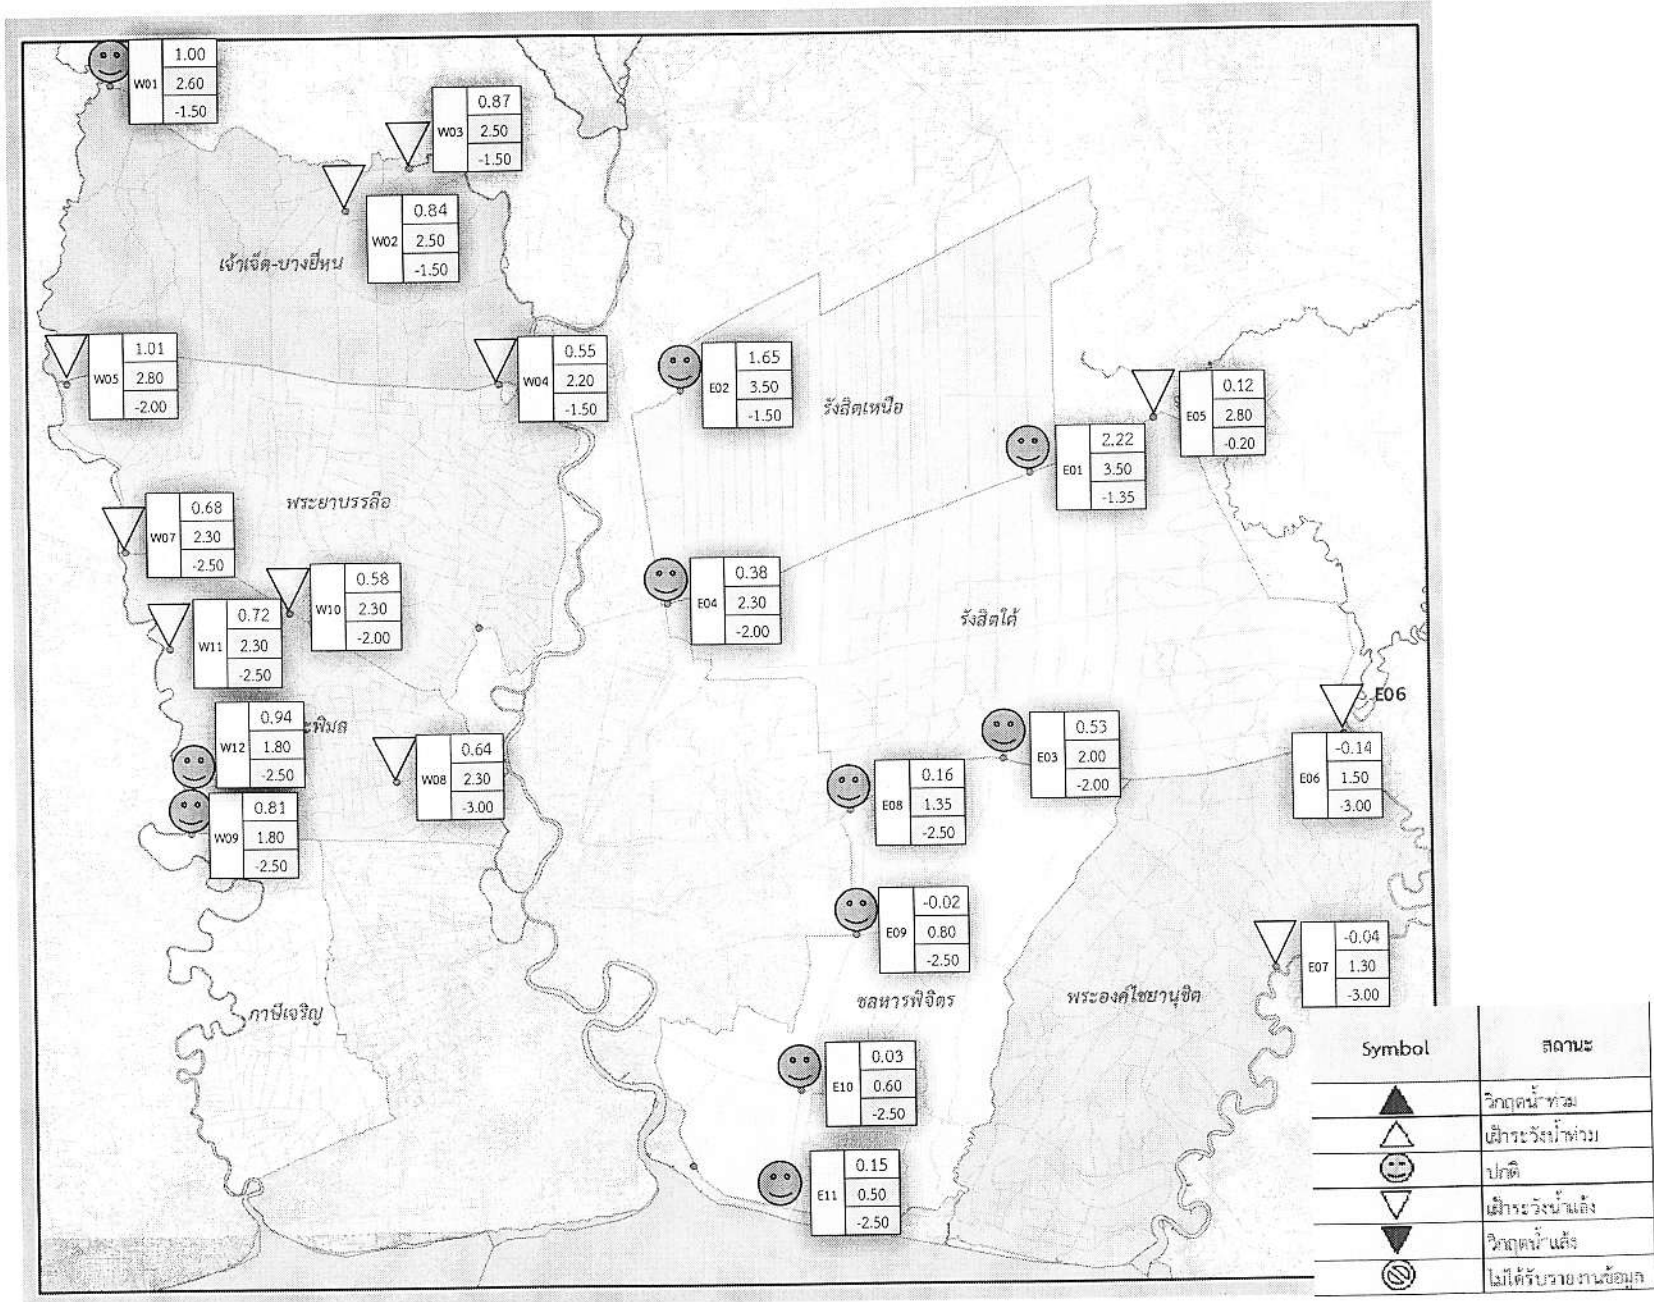 W01
1.00
2.60
-1.50
W03
0.87
2.50
-1.50
W02
0.84
2.50
-1.50
เจ้าเจ็ด-บางยี่หน
W05
1.01
2.80
-2.00
W04
0.55
2.20
-1.50
E02
1.65
3.50
-1.50
รังสิตเหนือ
E05
0.12
2.80
-0.20
E01
2.22
3.50
-1.35
W07
0.68
2.30
-2.50
พระยาบรรลือ
W10
0.58
2.30
-2.00
E04
0.38
2.30
-2.00
รังสิตใต้
W11
0.72
2.30
-2.50
E06
W12
0.94
1.80
-2.50
ะพิมล
W08
0.64
2.30
-3.00
E03
0.53
2.00
-2.00
E06
-0.14
1.50
-3.00
E08
0.16
1.35
-2.50
W09
0.81
1.80
-2.50
E09
-0.02
0.80
-2.50
E07
-0.04
1.30
-3.00
ชลหารพิจิตร
พระองค์ไชยานุชิต
ภาษีเจริญ
E10
0.03
0.60
-2.50
E11
0.15
0.50
-2.50
Symbol สถานะ
วิกฤตน้ำท่วม
เฝ้าระวังน้ำท่วม
ปกติ
เฝ้าระวังน้ำแล้ง
วิกฤตน้ำแล้ง
ไม่ได้รับรายงานข้อมูล